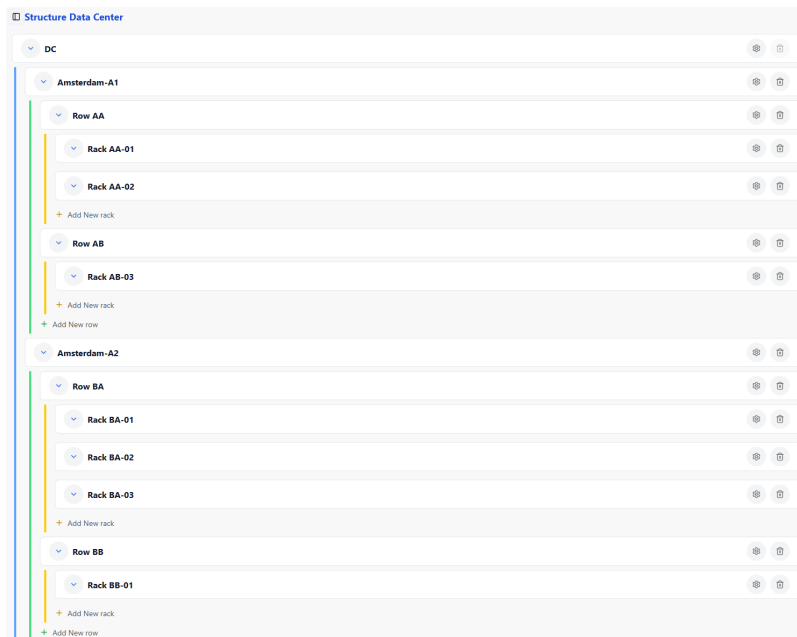 Structure Data Center
DC
Amsterdam-A1
Row AA
Rack AA-01
Rack AA-02
+ Add New rack
Row AB
Rack AB-03
+ Add New rack
+ Add New row
Amsterdam-A2
Row BA
Rack BA-01
Rack BA-02
Rack BA-03
+ Add New rack
Row BB
Rack BB-01
+ Add New rack
+ Add New row